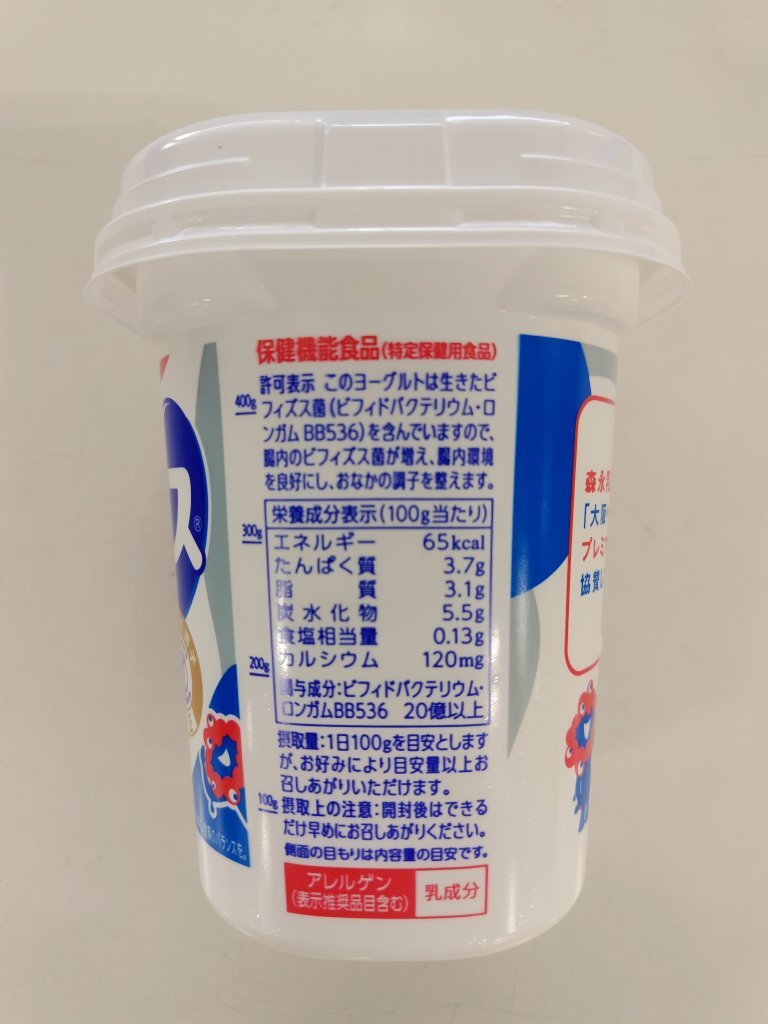 保健機能食品(特定保健用食品)
許可表示 このヨーグルトは生きたビ
フィズス菌(ビフィドバクテリウム・ロ
ンガム BB536)を含んでいますので、
腸内のビフィズス菌が増え、腸内環境
を良好にし、おなかの調子を整えます。
400g
300g
200g
100g
栄養成分表示(100g当たり)
エネルギー 65kcal
たんぱく質 3.7g
脂質 3.1g
炭水化物 5.5g
食塩相当量 0.13g
カルシウム 120mg
関与成分:ビフィドバクテリウム・
ロンガムBB536 20億以上
摂取量:1日100gを目安とします
が、お好みにより目安量以上お
召しあがりいただけます。
摂取上の注意:開封後はできる
だけ早めにお召しあがりください。
側面の目もりは内容量の目安です。
アレルゲン
(表示推奨品目含む)
乳成分
ス®
バランスを。
森永
「大阪
プレミ
協賛し